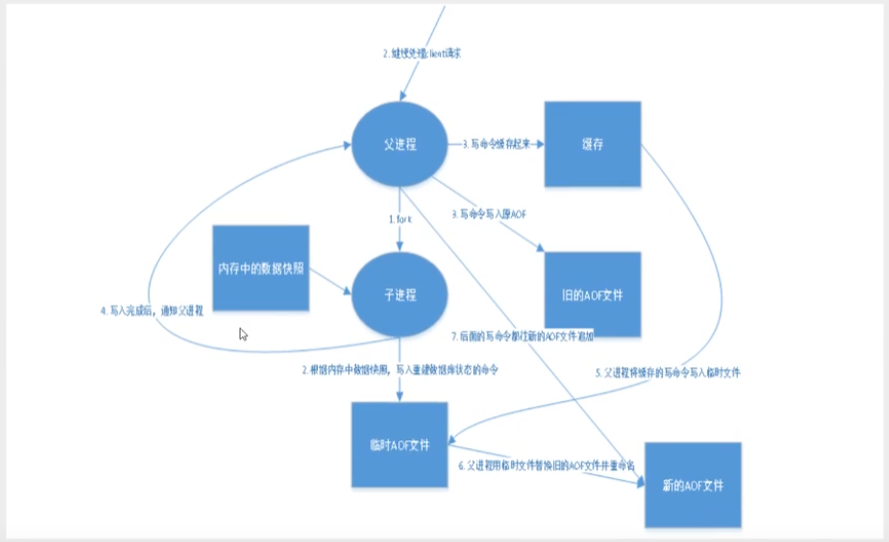 2. 继续处理client请求
父进程
3. 写命令缓存起来
缓存
1.fork
3. 写命令写入原AOF
内存中的数据快照
子进程
旧的AOF文件
4. 写入完成后，通知父进程
7. 后面的写命令都往新的AOF文件追加
2. 根据内存中数据快照，写入重建数据库状态的命令
5. 父进程将缓存的写命令写入临时文件
临时AOF文件
6. 父进程用临时文件替换旧的AOF文件并重命名
新的AOF文件